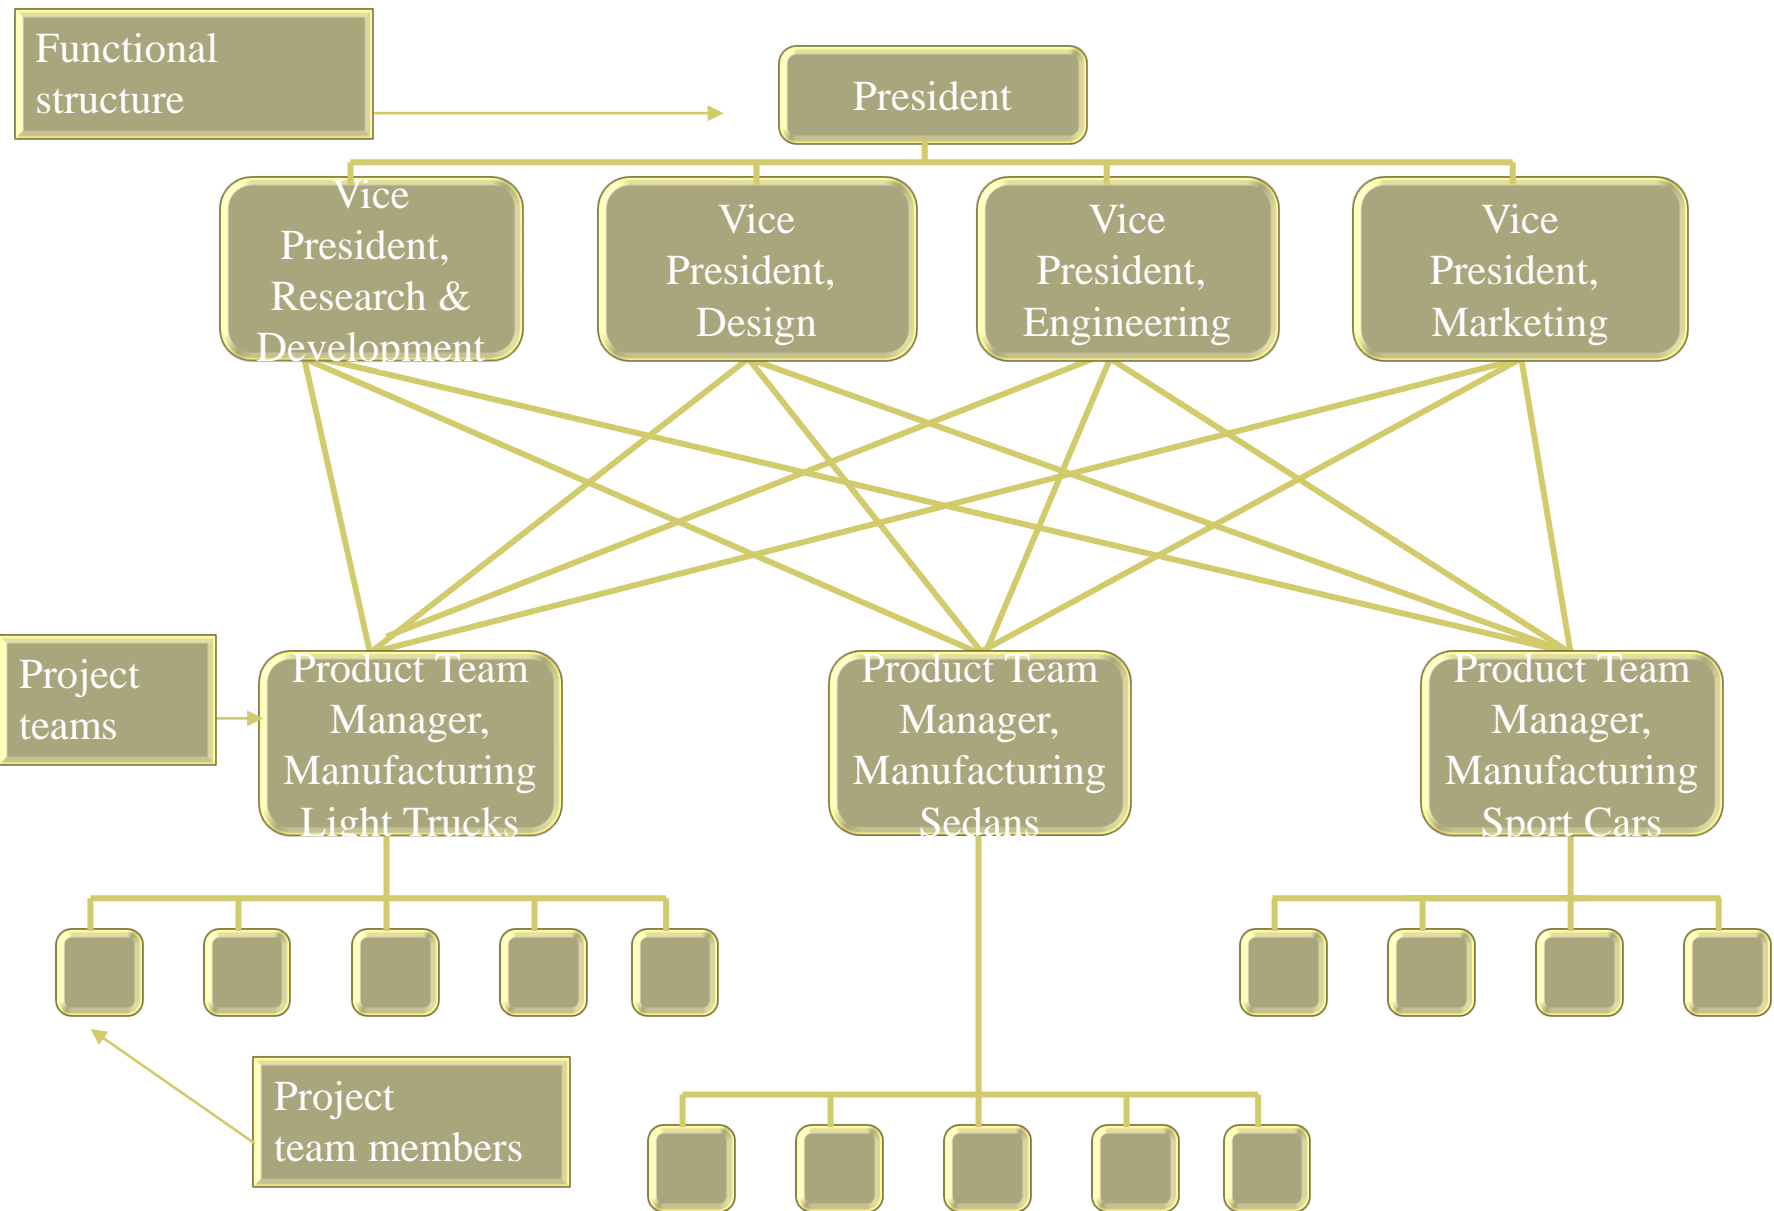 Functional
structure
President
Vice
President,
Research &
Development
Vice
President,
Design
Vice
President,
Engineering
Vice
President,
Marketing
Project
teams
Product Team
Manager,
Manufacturing
Light Trucks
Product Team
Manager,
Manufacturing
Sedans
Product Team
Manager,
Manufacturing
Sport Cars
Project
team members